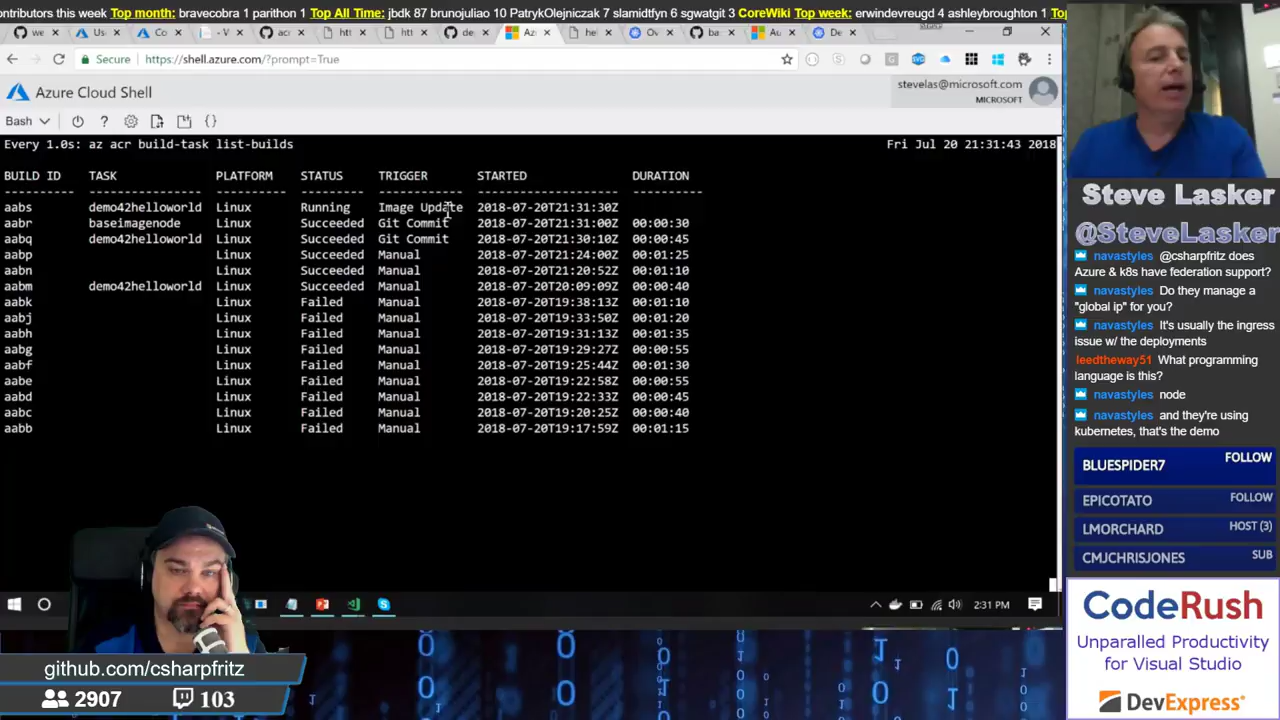 ontributors this week Top month: bravecobra 1 parithon 1 Top All Time: jbdk 87 brunojuliao 10 PatrykOlejniczak 7 slamidtfyn 6 sgwatgit 3 CoreWiki Top week: erwindevreugd 4 ashleybroughton 1
Secure https://shell.azure.com/?prompt=True
Azure Cloud Shell
stevelas@microsoft.com
MICROSOFT
Bash
Every 1.0s: az acr build-task list-builds Fri Jul 20 21:31:43 2018
BUILD ID TASK PLATFORM STATUS TRIGGER STARTED DURATION
aabs demo42helloworld Linux Running Image Update 2018-07-20T21:31:30Z
aabr baseimagenode Linux Succeeded Git Commit 2018-07-20T21:31:00Z 00:00:30
aabq demo42helloworld Linux Succeeded Git Commit 2018-07-20T21:30:10Z 00:00:45
aabp Linux Succeeded Manual 2018-07-20T21:24:00Z 00:01:25
aabn Linux Succeeded Manual 2018-07-20T21:20:52Z 00:01:10
aabm demo42helloworld Linux Succeeded Manual 2018-07-20T20:09:09Z 00:00:40
aabk Linux Failed Manual 2018-07-20T19:38:13Z 00:01:10
aabj Linux Failed Manual 2018-07-20T19:33:50Z 00:01:20
aabh Linux Failed Manual 2018-07-20T19:31:13Z 00:01:35
aabg Linux Failed Manual 2018-07-20T19:29:27Z 00:00:55
aabf Linux Failed Manual 2018-07-20T19:25:44Z 00:01:30
aabe Linux Failed Manual 2018-07-20T19:22:58Z 00:00:55
aabd Linux Failed Manual 2018-07-20T19:22:33Z 00:00:45
aabc Linux Failed Manual 2018-07-20T19:20:25Z 00:00:40
aabb Linux Failed Manual 2018-07-20T19:17:59Z 00:01:15
2:31 PM
Steve Lasker
@SteveLasker
navastyles @csharpfritz does
Azure & k8s have federation support?
navastyles Do they manage a
"global ip" for you?
navastyles It's usually the ingress
issue w/ the deployments
leedtheway51 What programming
language is this?
navastyles node
navastyles and they're using
kubernetes, that's the demo
BLUESPIDER7 FOLLOW
EPICOTATO FOLLOW
LMORCHARD HOST (3)
CMJCHRISJONES SUB
CodeRush
Unparalled Productivity
for Visual Studio
DevExpress
github.com/csharpfritz
2907 103